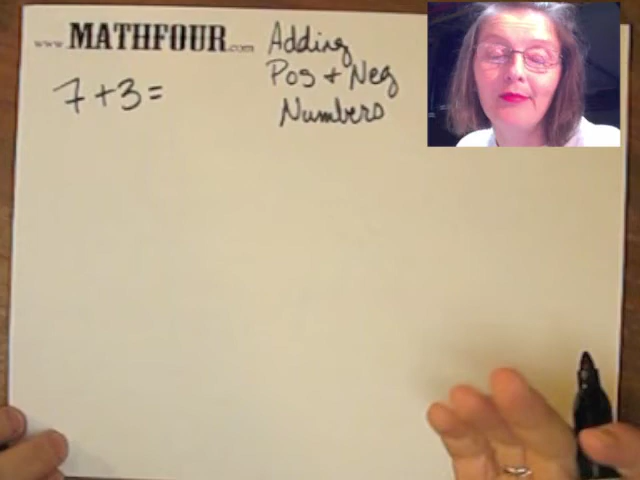 www.MATHFOUR.com
Adding
Pos + Neg
Numbers
7+3=